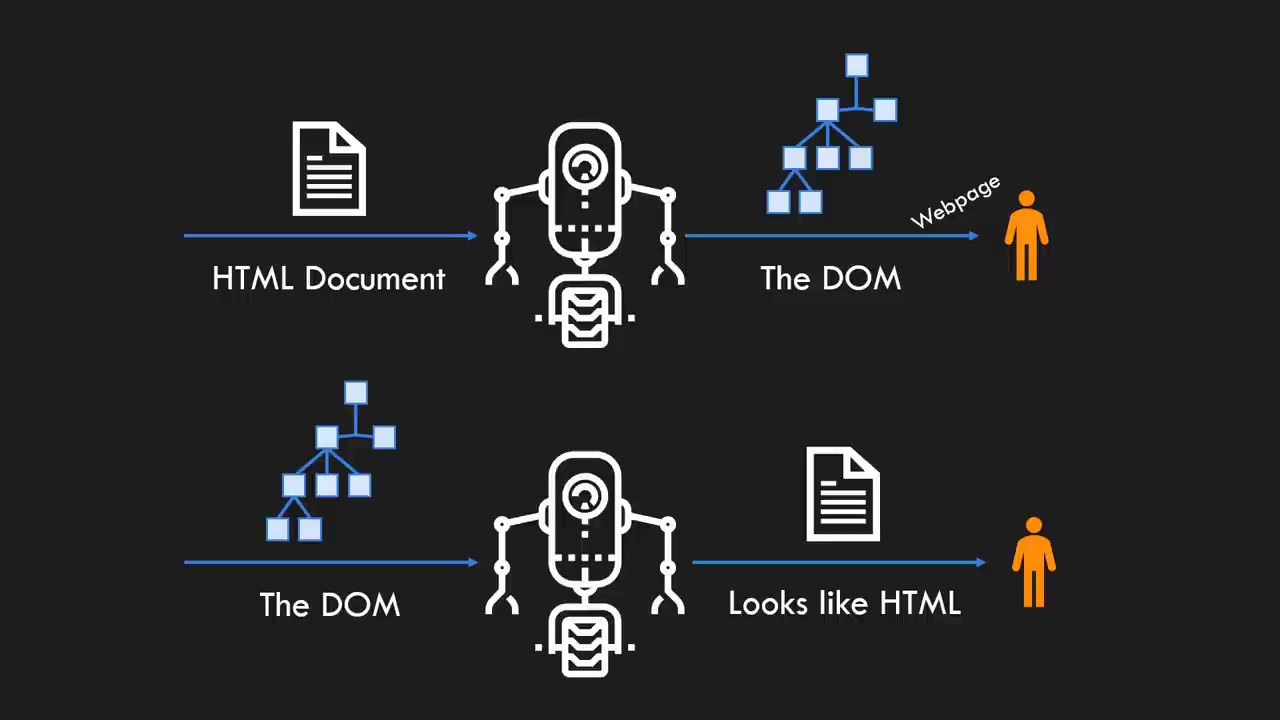 Webpage
HTML Document
The DOM
The DOM
Looks like HTML